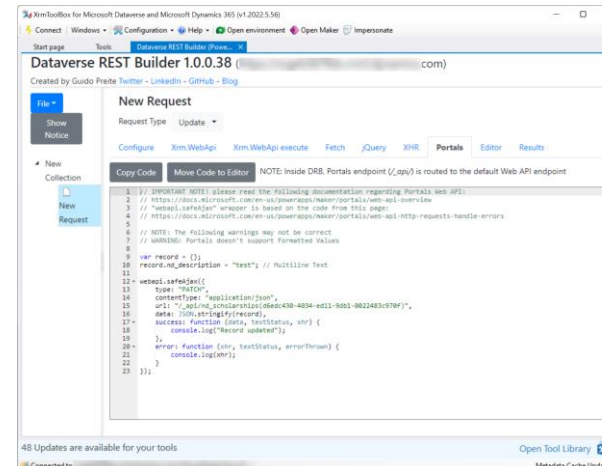 XrmToolBox for Microsoft Dataverse and Microsoft Dynamics 365 (v1.2022.5.56)
Connect Windows Configuration Help Open environment Open Maker Impersonate
Start page Tools Dataverse REST Builder (Powe... ×
Dataverse REST Builder 1.0.0.38 ( com)
Created by Guido Preite Twitter - LinkedIn - GitHub - Blog
File
Show
Notice
New
Collection
New
Request
New Request
Request Type Update
Configure Xrm.WebApi Xrm.WebApi execute Fetch jQuery XHR Portals Editor Results
Copy Code Move Code to Editor NOTE: Inside DRB, Portals endpoint (/_api/) is routed to the default Web API endpoint
1 // IMPORTANT NOTE: please read the following documentation regarding Portals Web API:
2 // https://docs.microsoft.com/en-us/powerapps/maker/portals/web-api-overview
3 // "webapi.safeAjax" wrapper is based on the code from this page:
4 // https://docs.microsoft.com/en-us/powerapps/maker/portals/web-api-http-requests-handle-errors
5
6 // NOTE: The following warnings may not be correct
7 // WARNING: Portals doesn't support Formatted Values
8
9 var record = {};
10 record.nd_description = "test"; // Multiline Text
11
12 webapi.safeAjax({
13 type: "PATCH",
14 contentType: "application/json",
15 url: "/_api/nd_scholarships(d6edc430-4034-ed11-9db1-0022483c970f)",
16 data: JSON.stringify(record),
17 success: function (data, textStatus, xhr) {
18 console.log("Record updated");
19 },
20 error: function (xhr, textStatus, errorThrown) {
21 console.log(xhr);
22 }
23 });
48 Updates are available for your tools Open Tool Library
Connected to Metadata Cache Upda